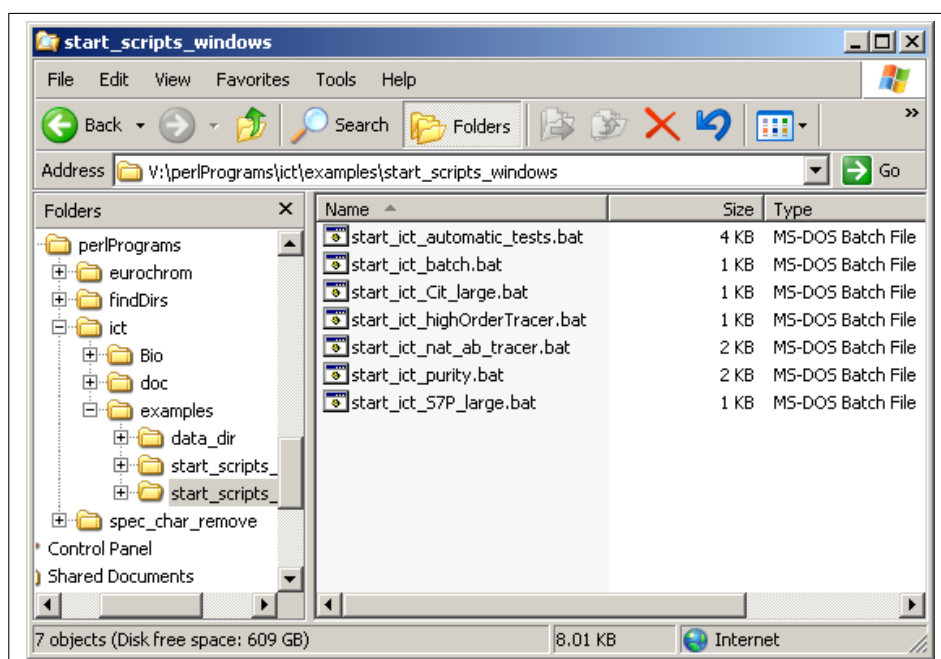 start_scripts_windows
File Edit View Favorites Tools Help
Back Search Folders »
Address V:\perlPrograms\ict\examples\start_scripts_windows Go
Folders x
perlPrograms
eurochrom
findDirs
ict
Bio
doc
examples
data_dir
start_scripts_
start_scripts_
spec_char_remove
Control Panel
Shared Documents
Name Size Type
start_ict_automatic_tests.bat 4 KB MS-DOS Batch File
start_ict_batch.bat 1 KB MS-DOS Batch File
start_ict_Cit_large.bat 1 KB MS-DOS Batch File
start_ict_highOrderTracer.bat 1 KB MS-DOS Batch File
start_ict_nat_ab_tracer.bat 2 KB MS-DOS Batch File
start_ict_purity.bat 2 KB MS-DOS Batch File
start_ict_S7P_large.bat 1 KB MS-DOS Batch File
7 objects (Disk free space: 609 GB) 8.01 KB Internet